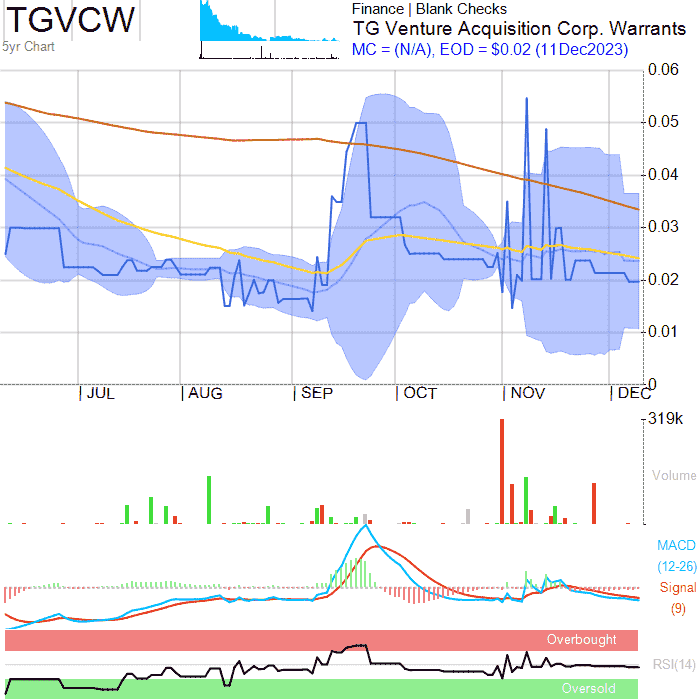 TGVCW
5yr Chart
Finance | Blank Checks
TG Venture Acquisition Corp. Warrants
MC = (N/A), EOD = $0.02 (11Dec2023)
0.06
0.05
0.04
0.03
0.02
0.01
0
| JUL | AUG | SEP | OCT | NOV | DEC
319k
Volume
MACD
(12-26)
Signal
(9)
Overbought
RSI(14)
Oversold